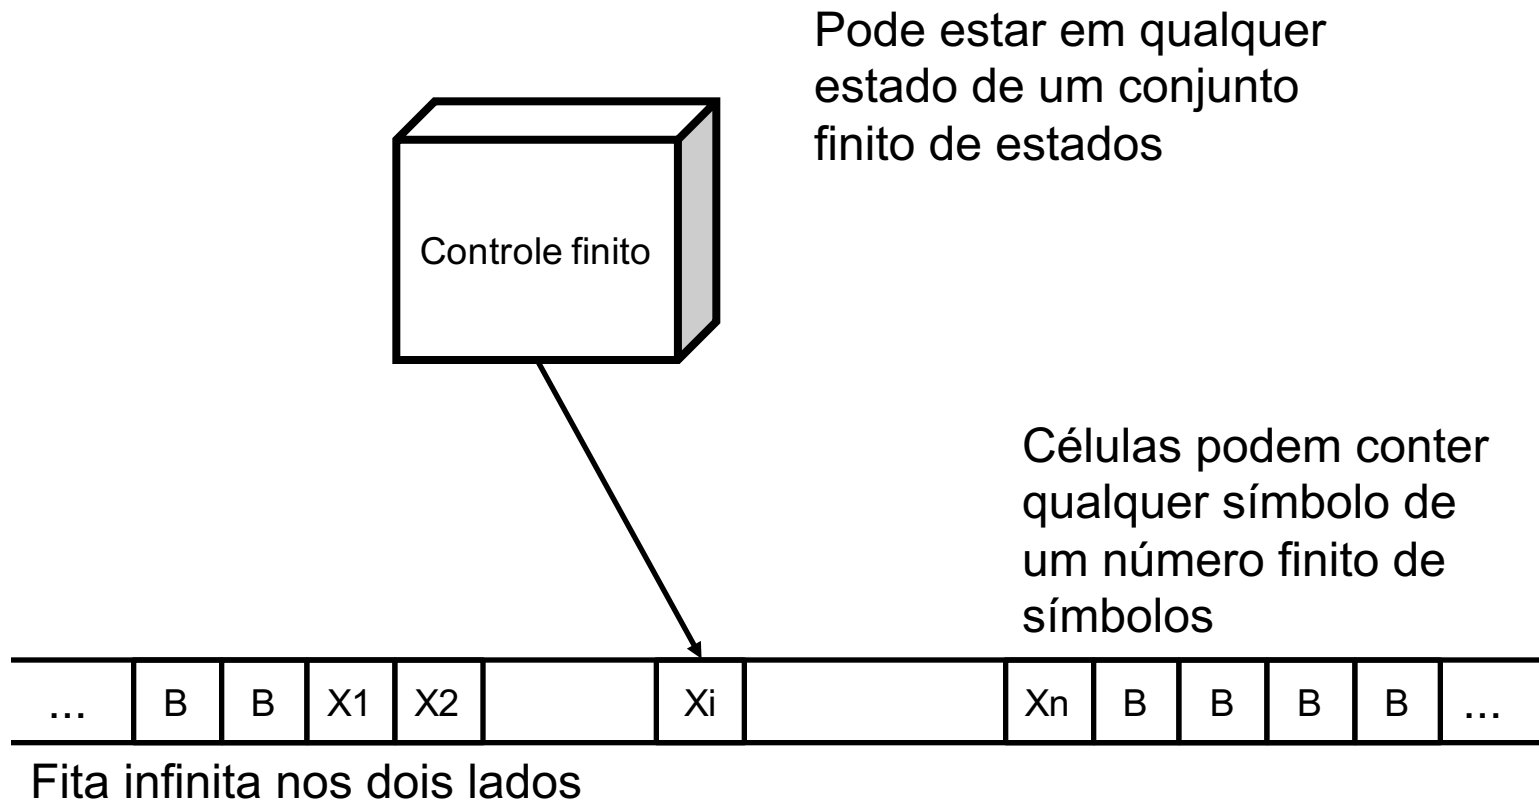 Pode estar em qualquer
estado de um conjunto
finito de estados
Controle finito
Células podem conter
qualquer símbolo de
um número finito de
símbolos
... B B X1 X2 Xi Xn B B B B ...
Fita infinita nos dois lados